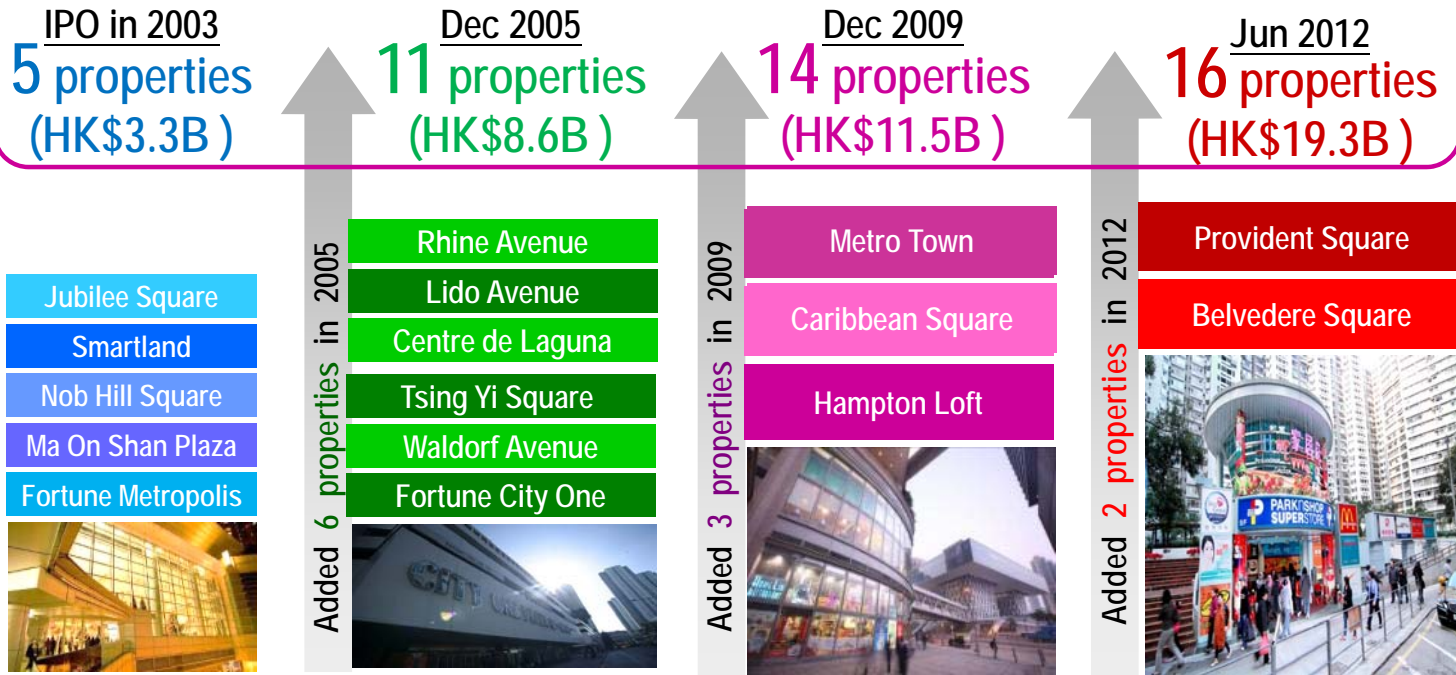 IPO in 2003
5 properties
(HK$3.3B )
Dec 2005
11 properties
(HK$8.6B )
Dec 2009
14 properties
(HK$11.5B )
Jun 2012
16 properties
(HK$19.3B )
Jubilee Square
Smartland
Nob Hill Square
Ma On Shan Plaza
Fortune Metropolis
Added 6 properties in 2005
Rhine Avenue
Lido Avenue
Centre de Laguna
Tsing Yi Square
Waldorf Avenue
Fortune City One
Added 3 properties in 2009
Metro Town
Caribbean Square
Hampton Loft
Added 2 properties in 2012
Provident Square
Belvedere Square
PARKNSHOP
SUPERSTORE